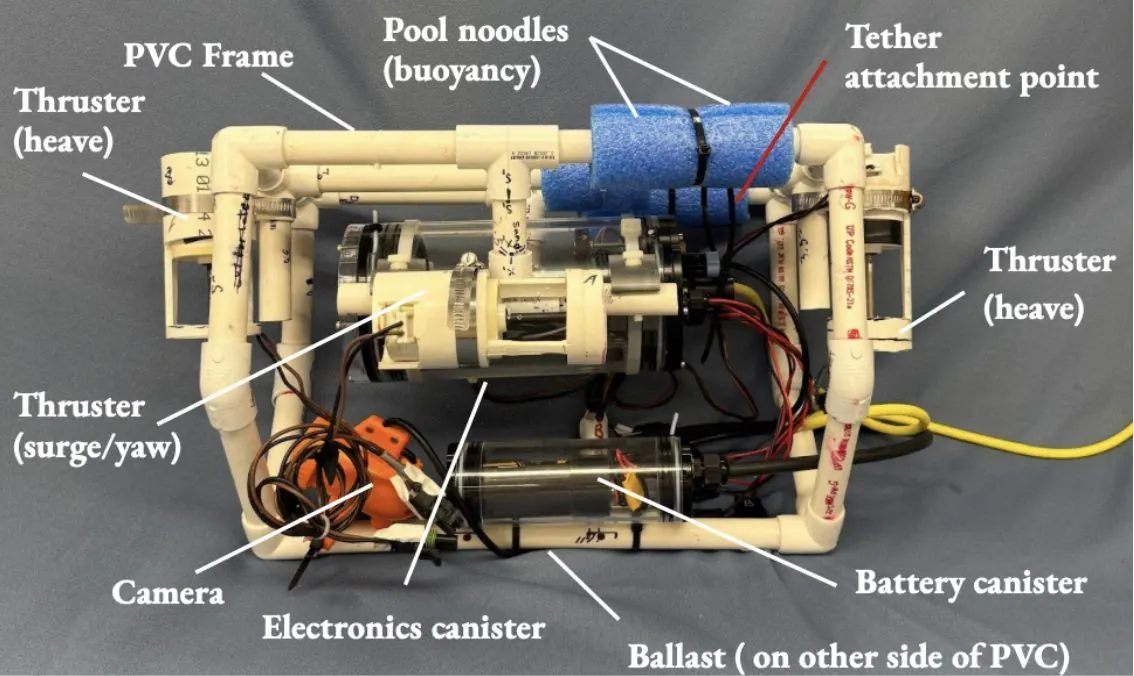 Pool noodles
(buoyancy)
Tether
attachment point
PVC Frame
Thruster
(heave)
Thruster
(heave)
Thruster
(surge/yaw)
Camera
Electronics canister
Battery canister
Ballast ( on other side of PVC)